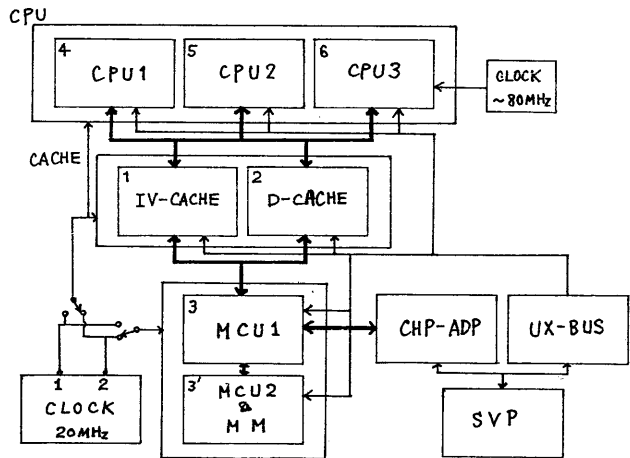 CPU
4
CPU1
5
CPU2
6
CPU3
CLOCK
~80MHz
CACHE
1
IV-CACHE
2
D-CACHE
3
MCU1
CHP-ADP
UX-BUS
3'
MCU2
&
MM
1 2
CLOCK
20MHz
SVP